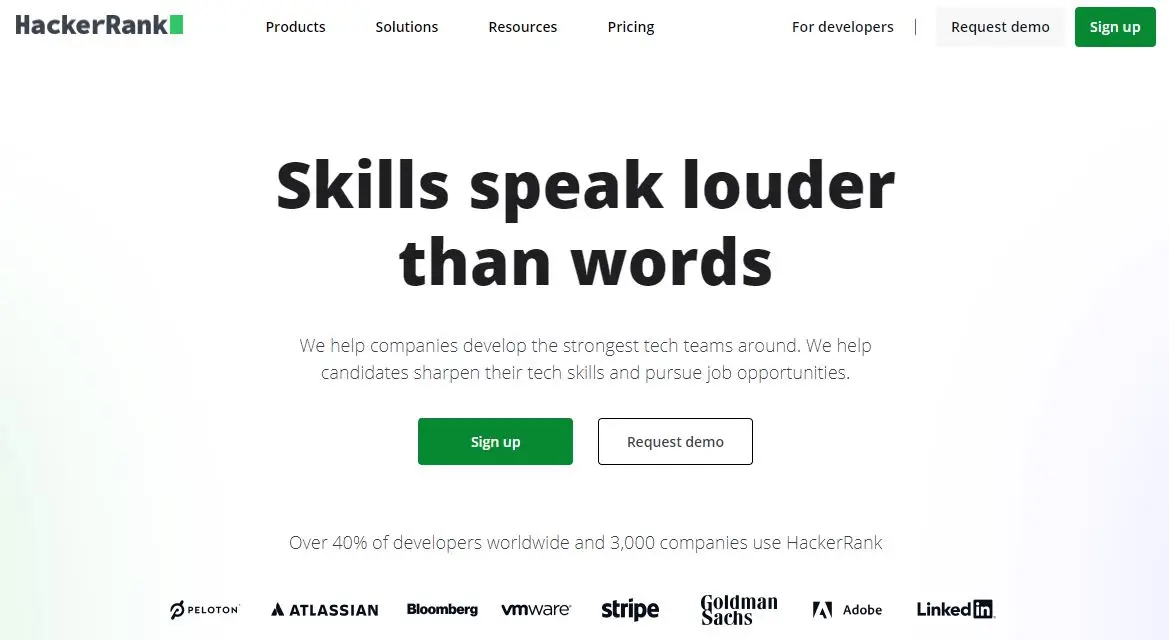 HackerRank Products Solutions Resources Pricing For developers | Request demo Sign up
Skills speak louder
than words
We help companies develop the strongest tech teams around. We help
candidates sharpen their tech skills and pursue job opportunities.
Sign up Request demo
Over 40% of developers worldwide and 3,000 companies use HackerRank
PELOTON ATLASSIAN Bloomberg vmware® stripe Goldman Sachs Adobe Linkedin